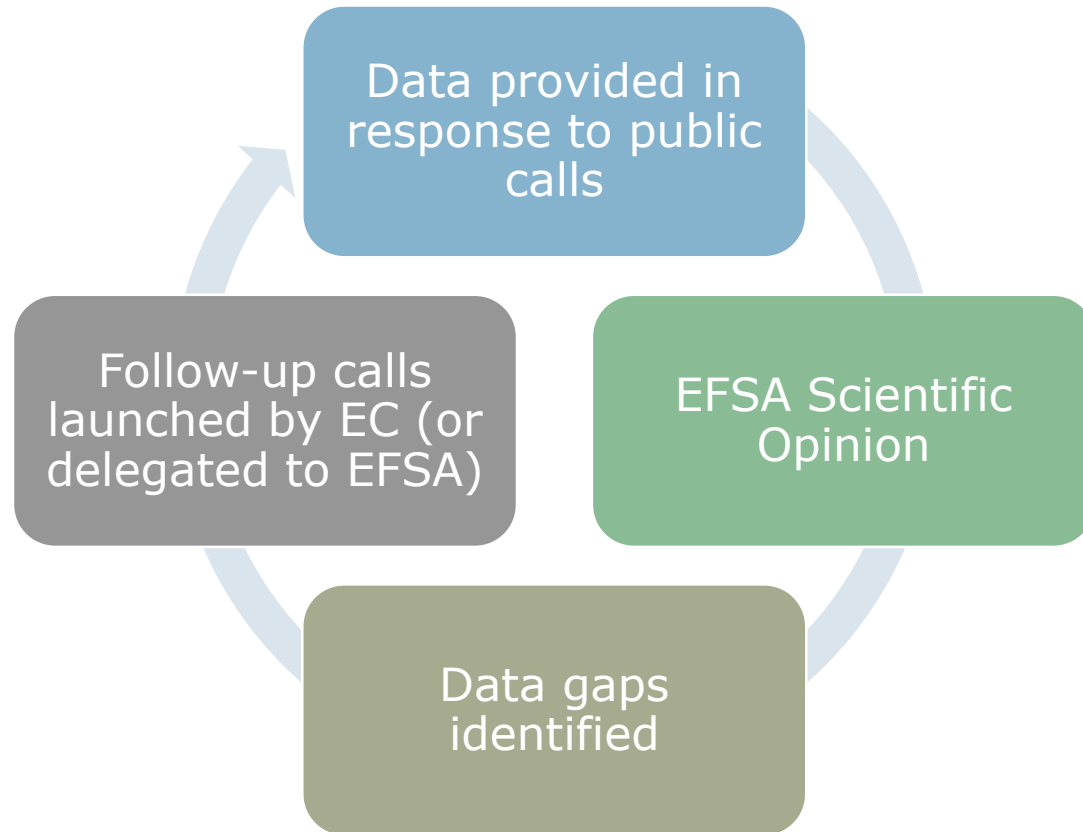 Data provided in
response to public
calls
EFSA Scientific
Opinion
Data gaps
identified
Follow-up calls
launched by EC (or
delegated to EFSA)